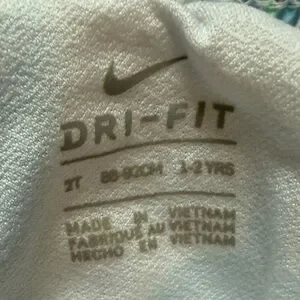 DRI-FIT
2T 86-92CM 1-2 YRS
MADE IN VIETNAM
FABRIQUÉ AU VIETNAM
HECHO EN VIETNAM